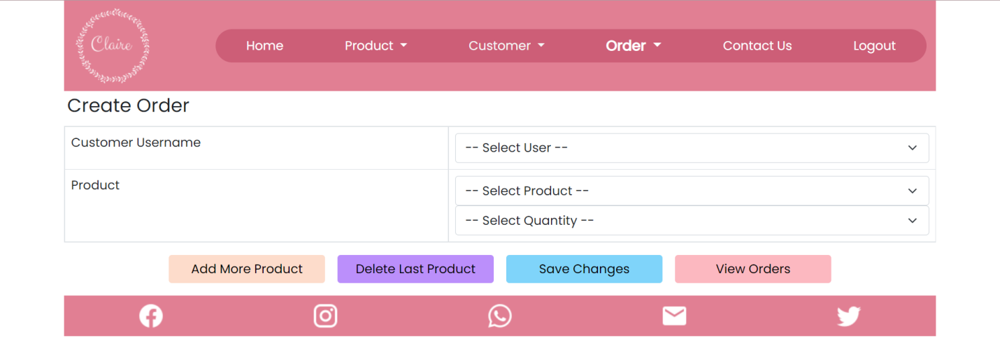 Claire
Home Product Customer Order Contact Us Logout
Create Order
Customer Username -- Select User --
Product -- Select Product --
-- Select Quantity --
Add More Product Delete Last Product Save Changes View Orders